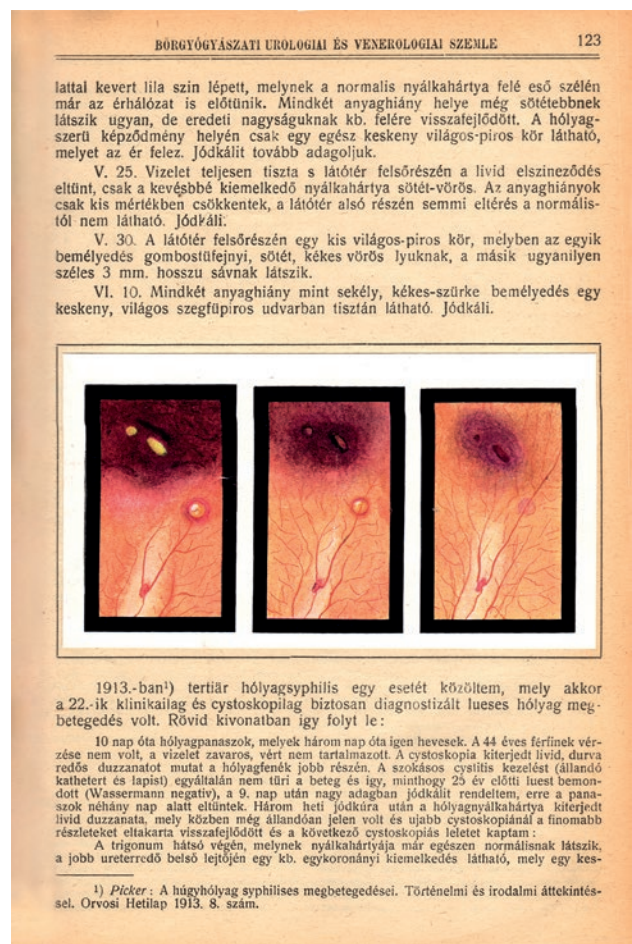 BŐRGYÓGYÁSZATI UROLOGIAI ÉS VENEROLOGIAI SZEMLE 123
lattal kevert lila szin lépett, melynek a normalis nyálkahártya felé eső szélén
már az érhálózat is előtünik. Mindkét anyaghiány helye még sötétebbnek
látszik ugyan, de eredeti nagyságuknak kb. felére visszafejlődött. A hólyag-
szerü képződmény helyén csak egy egész keskeny világos-piros kör látható,
melyet az ér felez. Jódkálit tovább adagoljuk.
V. 25. Vizelet teljesen tiszta s látótér felsőrészén a livid elszineződés
eltünt, csak a kevésbbé kiemelkedő nyálkahártya sötét-vörös. Az anyaghiányok
csak kis mértékben csökkentek, a látótér alsó részén semmi eltérés a normális-
tól nem látható. Jódkáli.
V. 30. A látótér felsőrészén egy kis világos-piros kör, melyben az egyik
bemélyedés gombostüfejnyi, sötét, kékes vörös lyuknak, a másik ugyanilyen
széles 3 mm. hosszu sávnak látszik.
VI. 10. Mindkét anyaghiány mint sekély, kékes-szürke bemélyedés egy
keskeny, világos szegfüpiros udvarban tisztán látható. Jódkáli.
1913.-ban¹) tertiär hólyagsyphilis egy esetét közöltem, mely akkor
a 22.-ik klinikailag és cystoskopilag biztosan diagnostizált lueses hólyag meg-
betegedés volt. Rövid kivonatban igy folyt le :
10 nap óta hólyagpanaszok, melyek három nap óta igen hevesek. A 44 éves férfinek vér-
zése nem volt, a vizelet zavaros, vért nem tartalmazott. A cystoskopia kiterjedt livid, durva
redős duzzanatot mutat a hólyagfenék jobb részén. A szokásos cystitis kezelést (állandó
kathetert és lapist) egyáltalán nem türi a beteg és igy, minthogy 25 év előtti luest bemon-
dott (Wassermann negativ), a 9. nap után nagy adagban jódkálit rendeltem, erre a pana-
szok néhány nap alatt eltüntek. Három heti jódkúra után a hólyagnyálkahártya kiterjedt
livid duzzanata, mely közben még állandóan jelen volt és ujabb cystoskopiánál a finomabb
részleteket eltakarta visszafejlődött és a következő cystoskopiás leletet kaptam :
A trigonum hátsó végén, melynek nyálkahártyája már egészen normálisnak látszik,
a jobb ureterredő belső lejtőjén egy kb. egykoronányi kiemelkedés látható, mely egy kes-
¹) Picker : A húgyhólyag syphilises megbetegedései. Történelmi és irodalmi áttekintés-
sel. Orvosi Hetilap 1913. 8. szám.